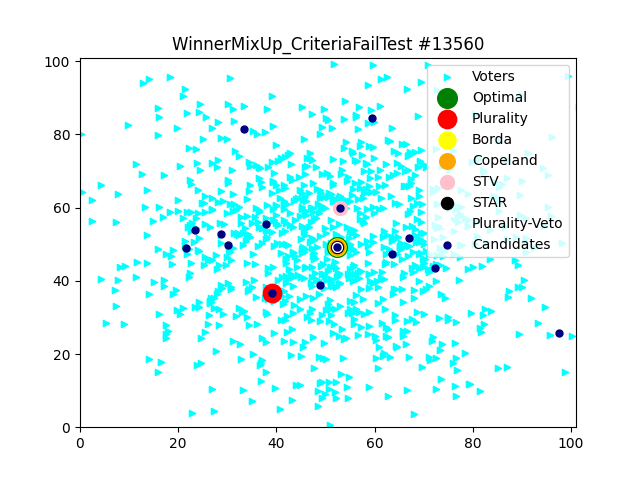 WinnerMixUp_CriteriaFailTest #13560
100
80
60
40
20
0
0 20 40 60 80 100
Voters
Optimal
Plurality
Borda
Copeland
STV
STAR
Plurality-Veto
Candidates